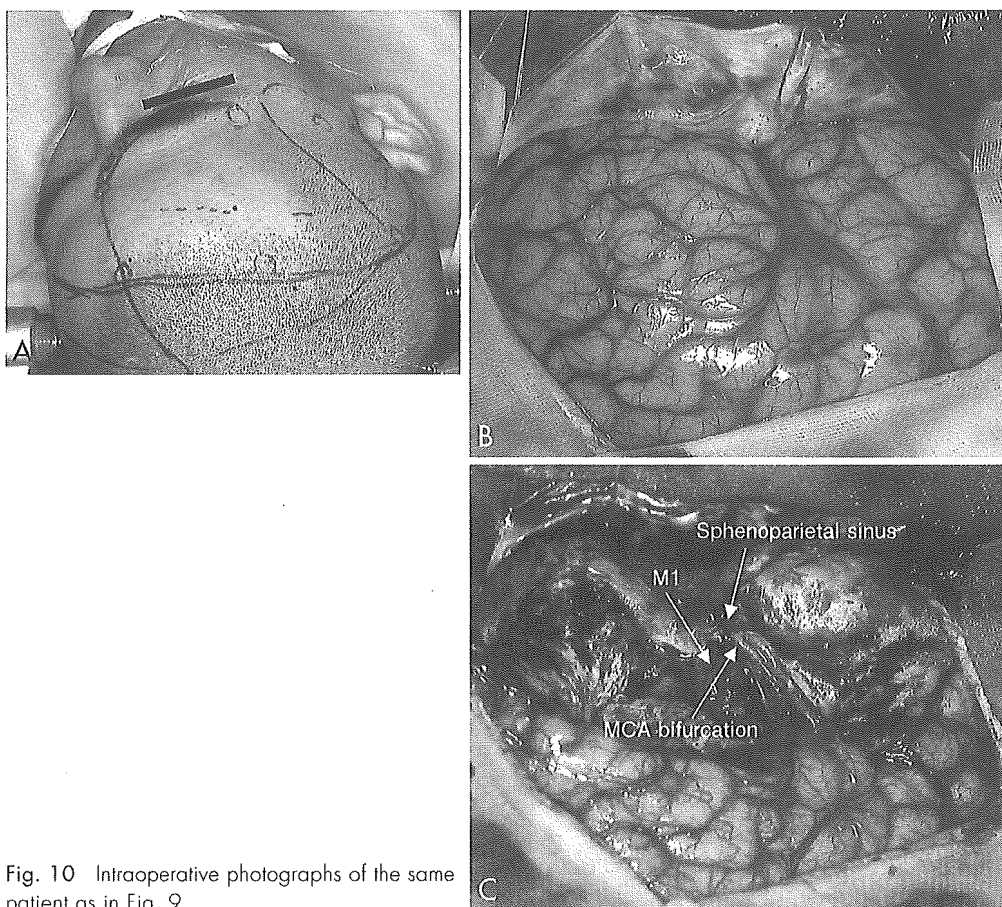 A
B
Sphenoparietal sinus
M1
MCA bifurcation
C
Fig. 10 Intraoperative photographs of the same
patient as in Fig. 9